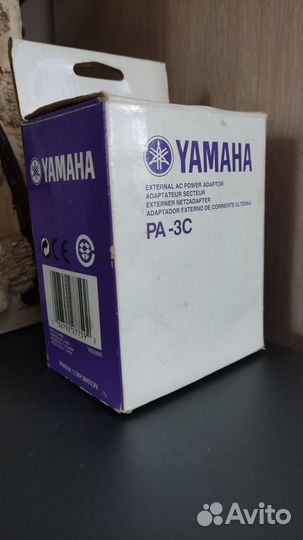 YAMAHA
YAMAHA
EXTERNAL AC POWER ADAPTOR
ADAPTATEUR SECTEUR
EXTERNER NETZADAPTER
ADAPTADOR EXTERNO DE CORRIENTE ALTERNA
PA-3C
CE
YAMAHA CORPORATION
Avito